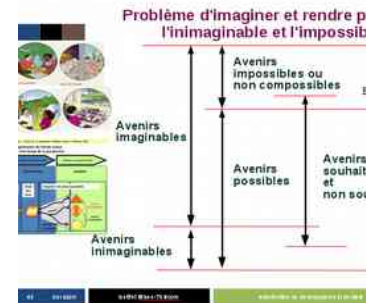 Problème d'imaginer et rendre p
l'inimaginable et l'impossib
Avenirs
impossibles ou
non compossibles
Avenirs
imaginables
Avenirs
possibles
Avenirs
souhait
et
non sou
Avenirs
inimaginables